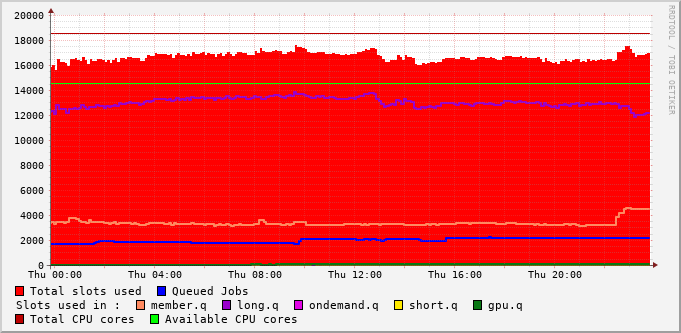 20000
18000
16000
14000
12000
10000
8000
6000
4000
2000
0
Thu 00:00 Thu 04:00 Thu 08:00 Thu 12:00 Thu 16:00 Thu 20:00
Total slots used Queued Jobs
Slots used in : member.q long.q ondemand.q short.q gpu.q
Total CPU cores Available CPU cores
RRDTOOL / TOBI OETIKER